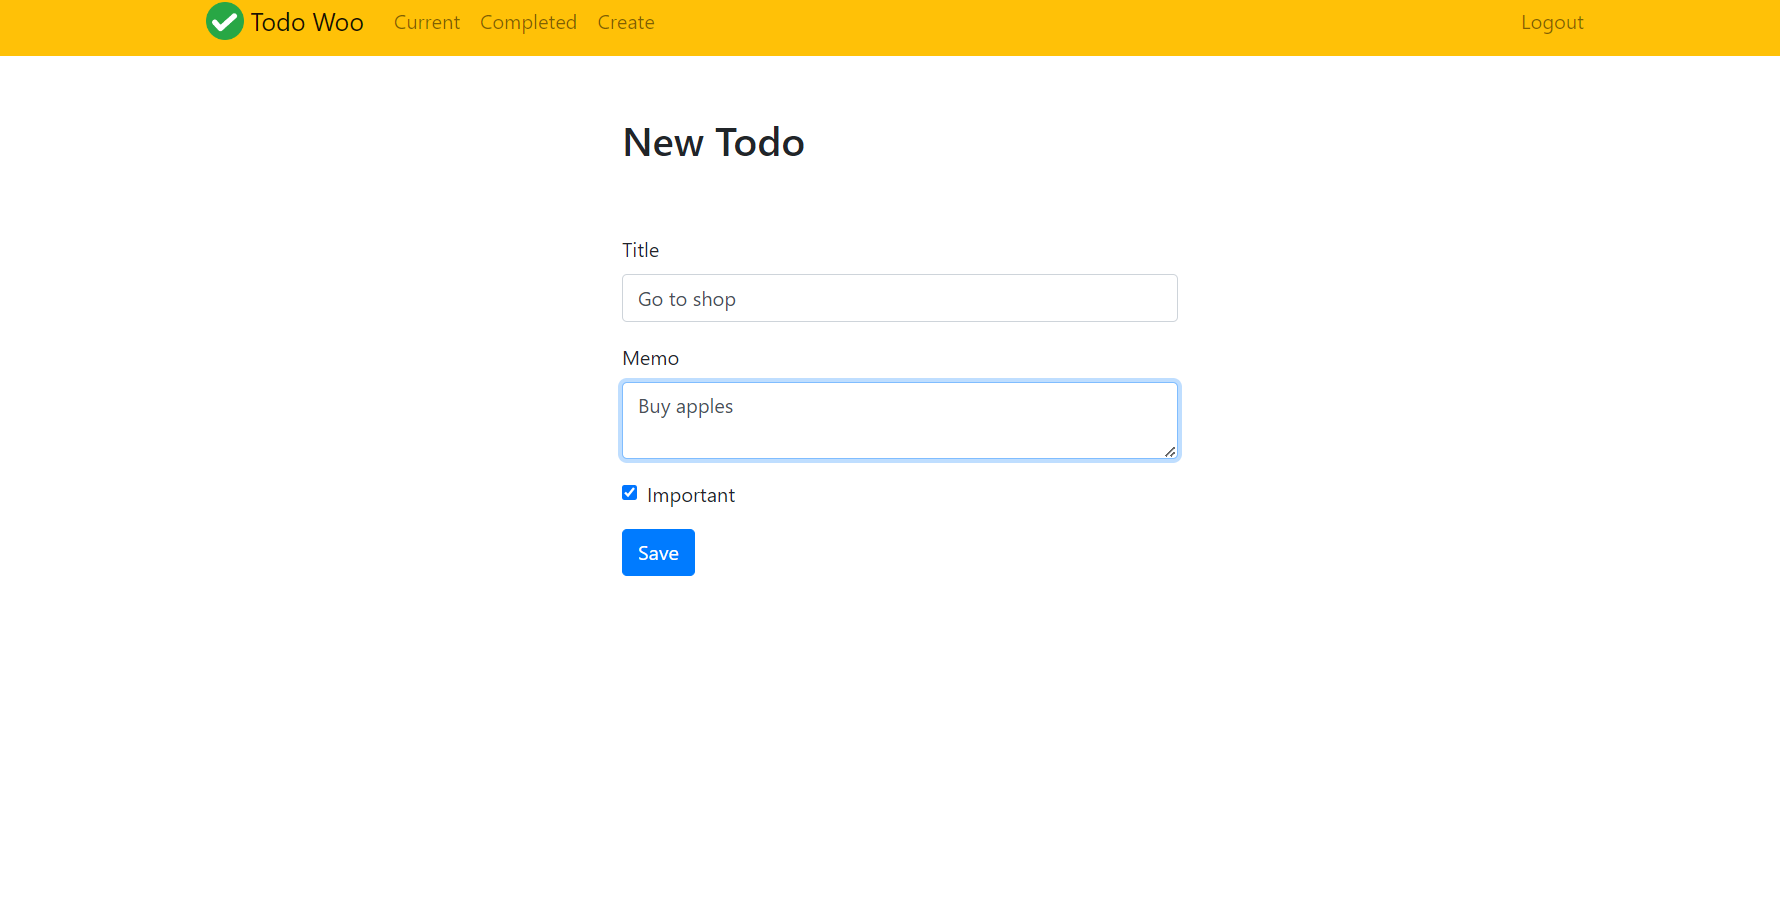 Todo Woo Current Completed Create Logout
New Todo
Title
Go to shop
Memo
Buy apples
Important
Save